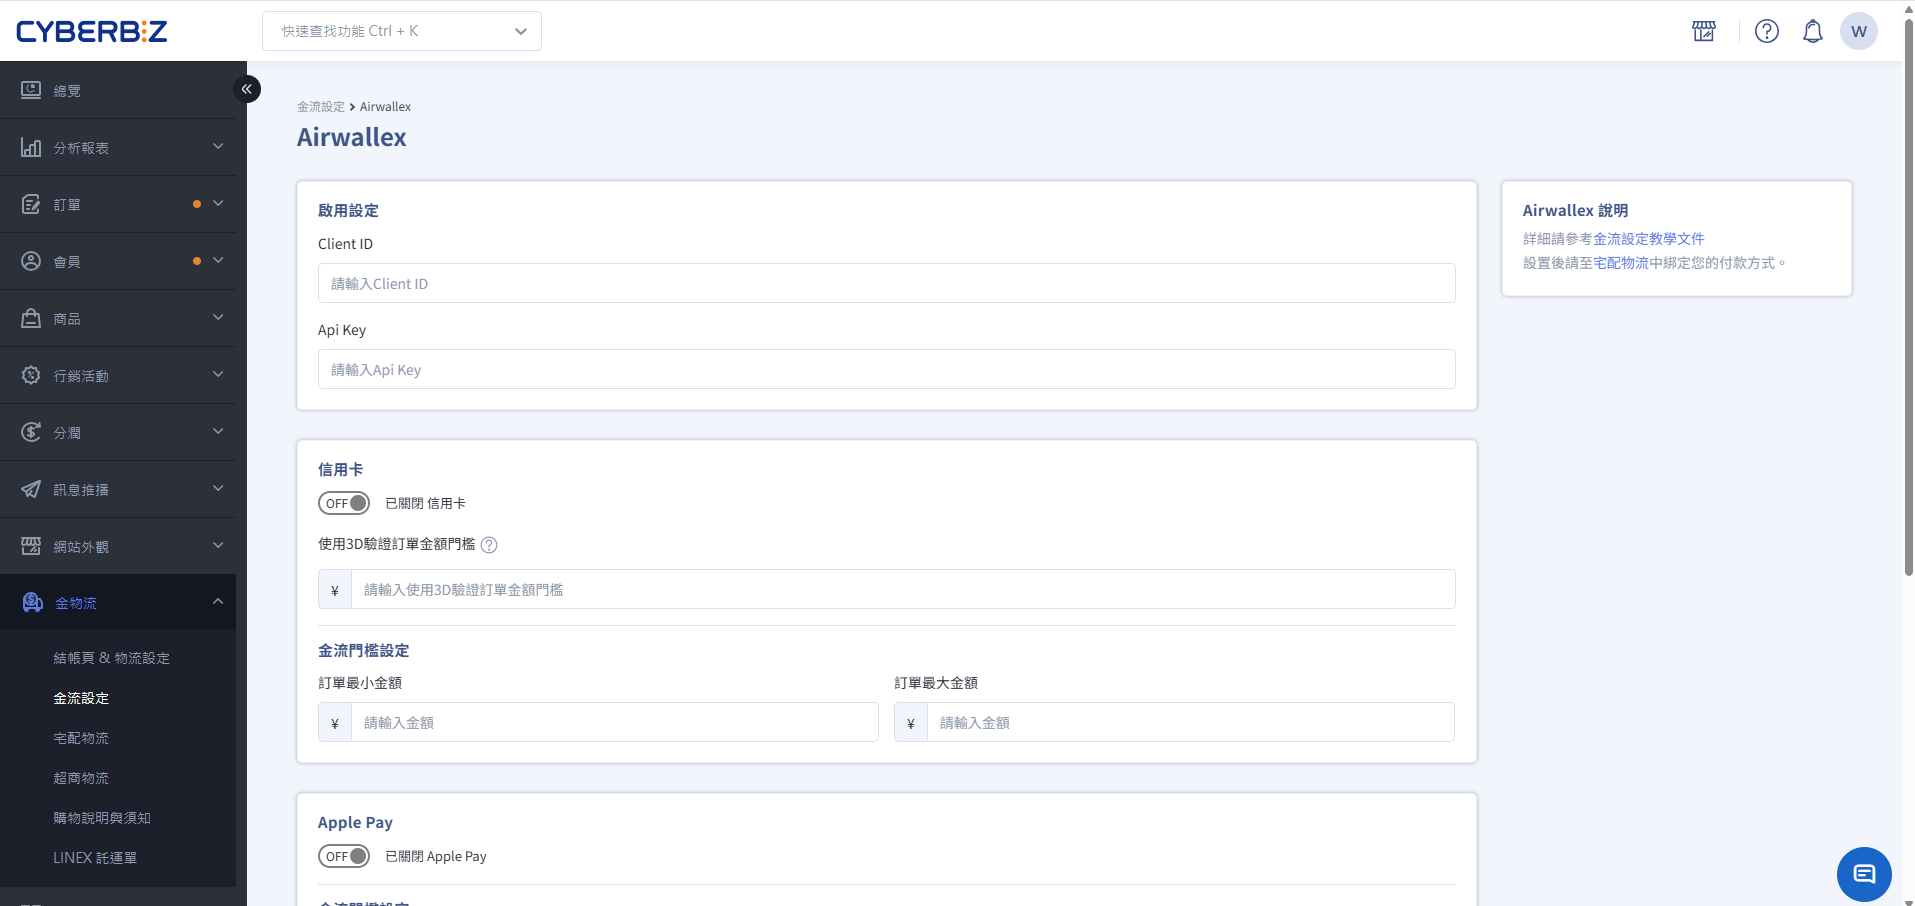 CYBERBIZ
快速查找功能 Ctrl + K
W
總覽
分析報表
訂單
會員
商品
行銷活動
分潤
訊息推播
網站外觀
金物流
結帳頁 & 物流設定
金流設定
宅配物流
超商物流
購物說明與須知
LINEX 託運單
金流設定 > Airwallex
Airwallex
啟用設定
Client ID
請輸入Client ID
Api Key
請輸入Api Key
信用卡
OFF 已關閉 信用卡
使用3D驗證訂單金額門檻 ?
¥ 請輸入使用3D驗證訂單金額門檻
金流門檻設定
訂單最小金額
¥ 請輸入金額
訂單最大金額
¥ 請輸入金額
Apple Pay
OFF 已關閉 Apple Pay
金流門檻設定
Airwallex 說明
詳細請參考金流設定教學文件
設置後請至宅配物流中綁定您的付款方式。